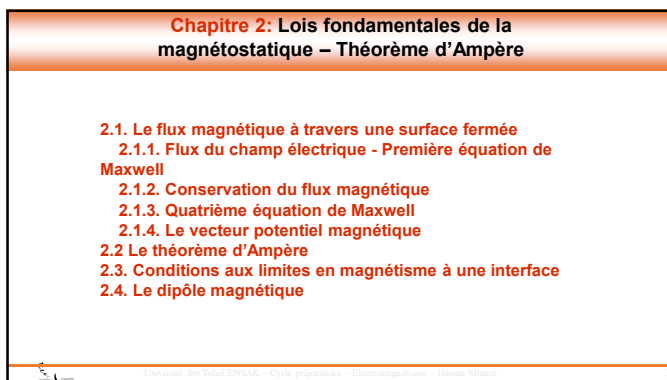 Chapitre 2: Lois fondamentales de la
magnétostatique – Théorème d'Ampère
2.1. Le flux magnétique à travers une surface fermée
2.1.1. Flux du champ électrique - Première équation de
Maxwell
2.1.2. Conservation du flux magnétique
2.1.3. Quatrième équation de Maxwell
2.1.4. Le vecteur potentiel magnétique
2.2 Le théorème d'Ampère
2.3. Conditions aux limites en magnétisme à une interface
2.4. Le dipôle magnétique
Université Ibn Tofail ENSAK – Cycle préparatoire – Electromagnétisme – Hassan